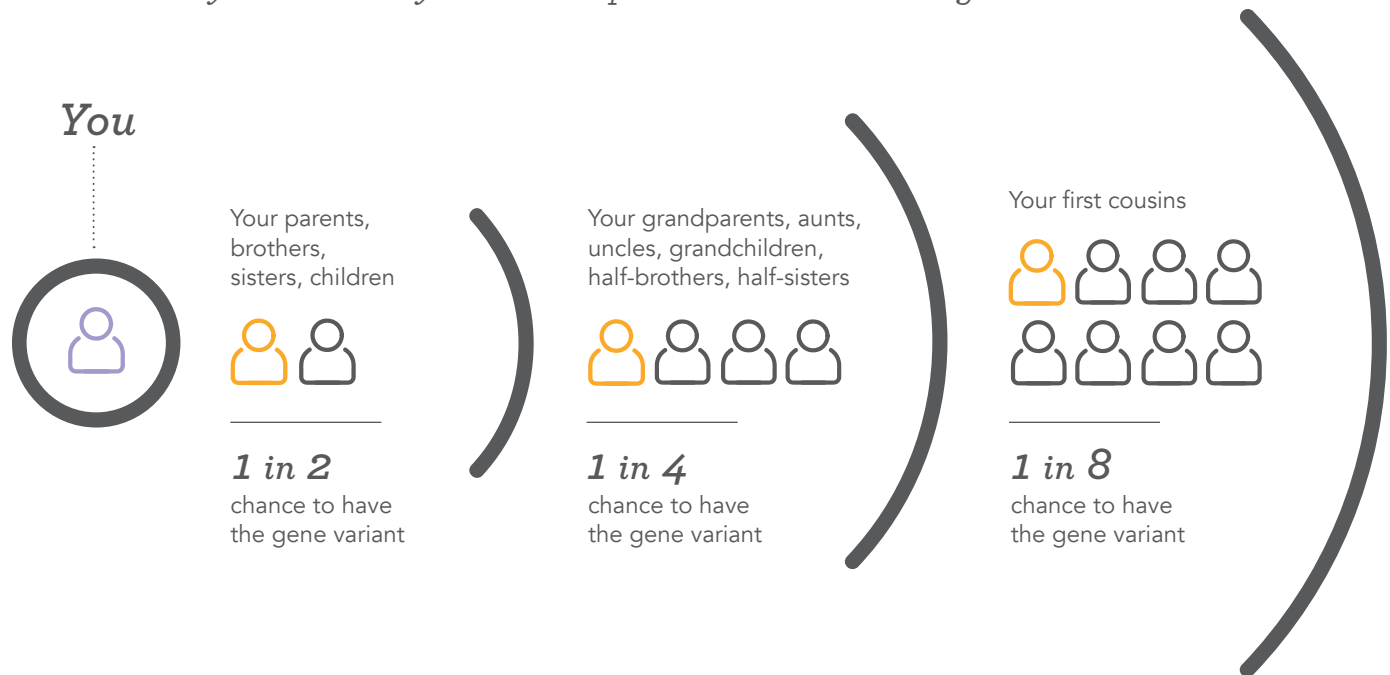 You
Your parents,
brothers,
sisters, children
1 in 2
chance to have
the gene variant
Your grandparents, aunts,
uncles, grandchildren,
half-brothers, half-sisters
1 in 4
chance to have
the gene variant
Your first cousins
1 in 8
chance to have
the gene variant